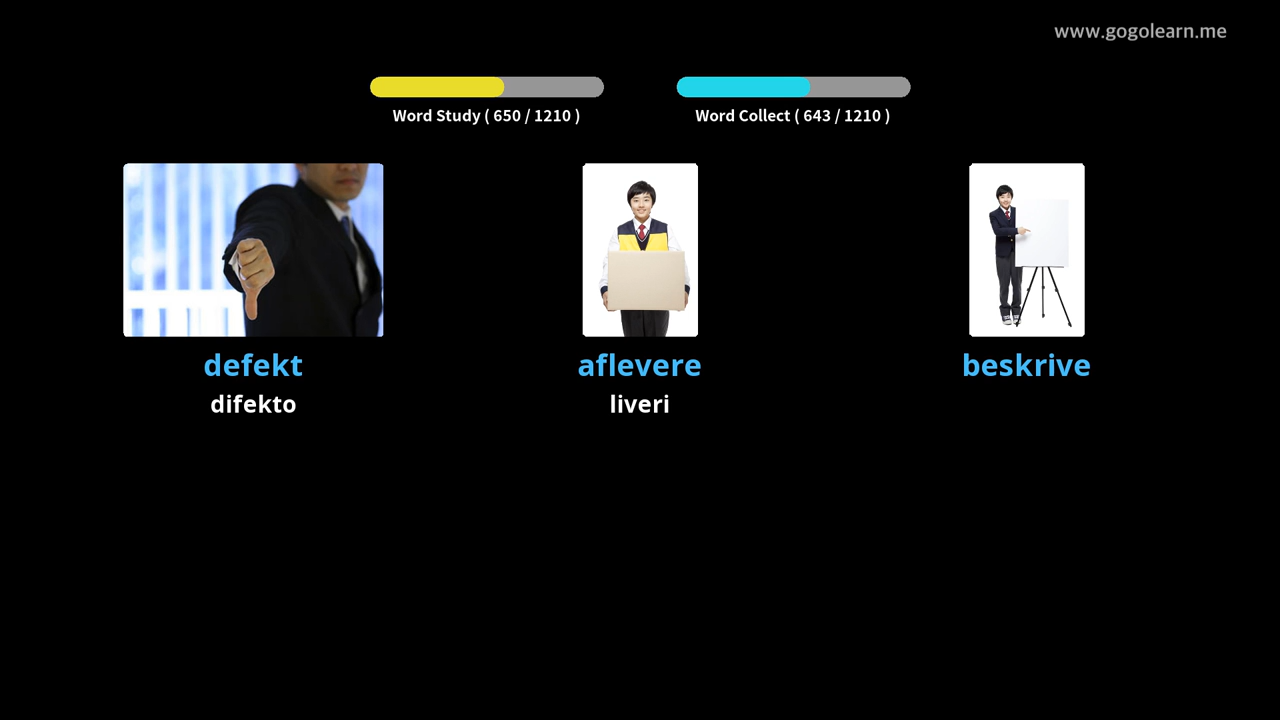 www.gogolearn.me
Word Study ( 650 / 1210 )
Word Collect ( 643 / 1210 )
defekt
difekto
aflevere
liveri
beskrive